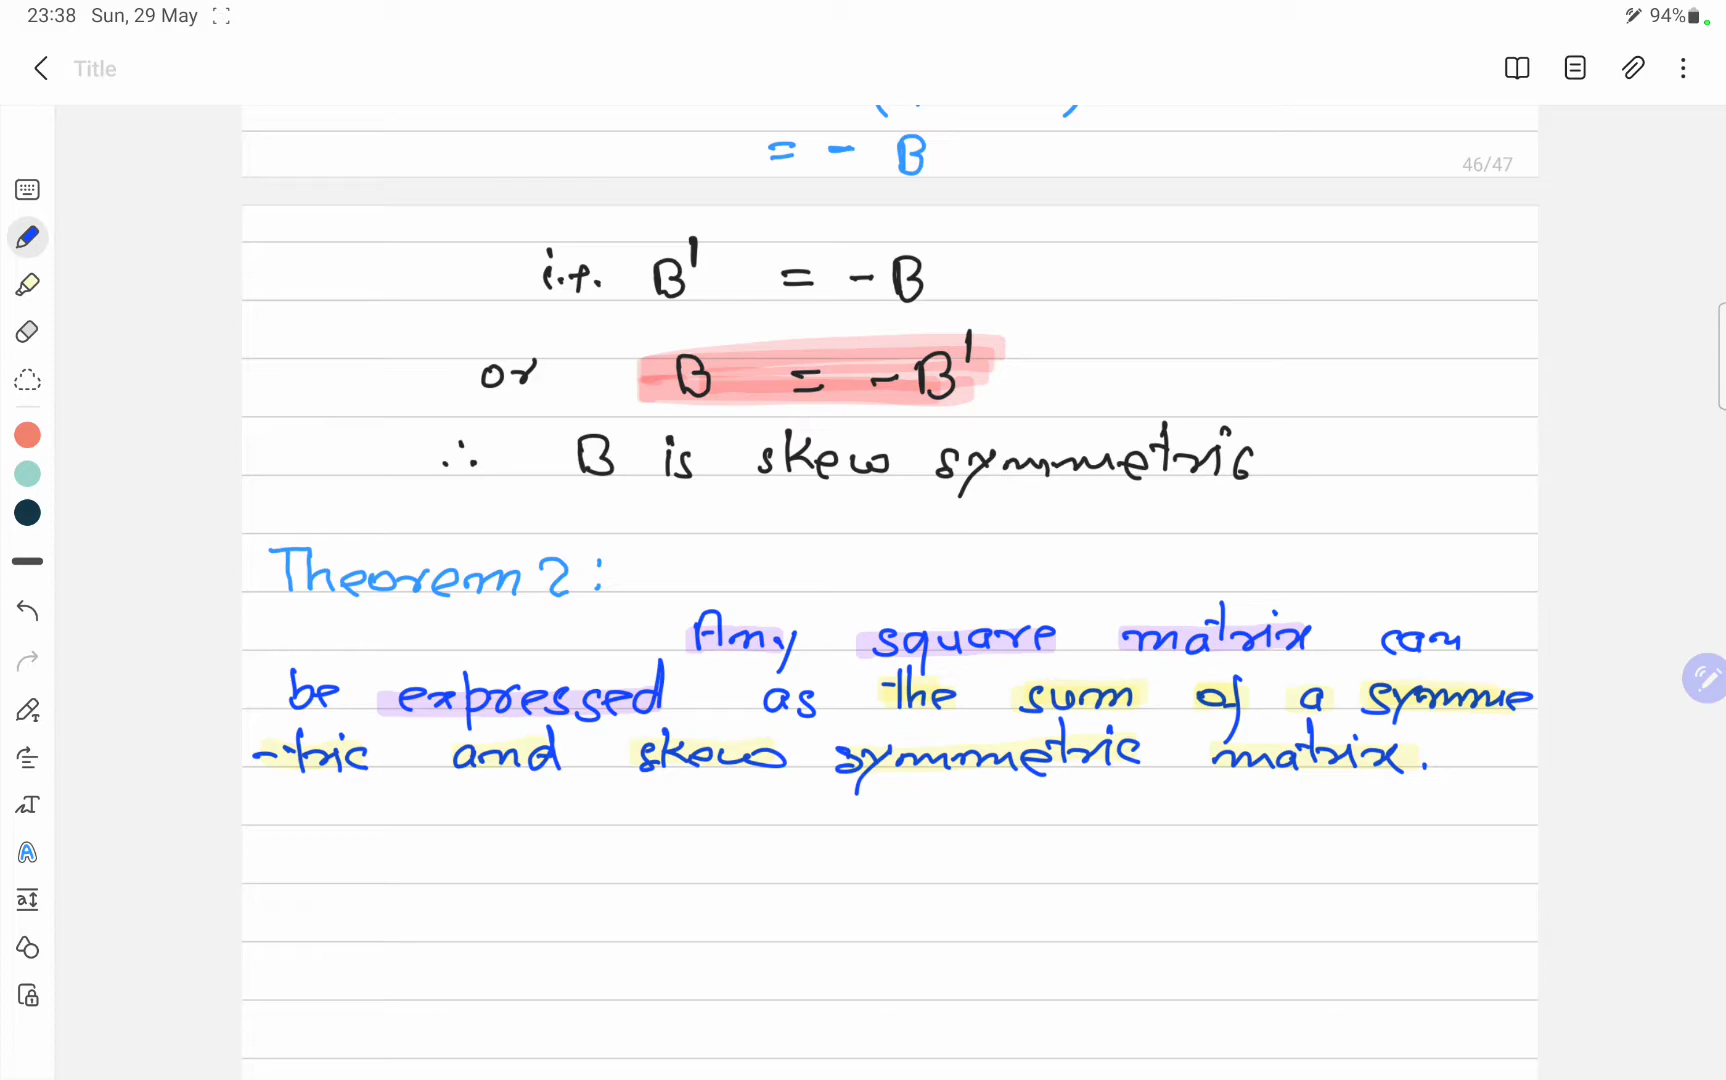 23:38 Sun, 29 May 94%
Title
= - B
46/47
i.e. B' = -B
or B = -B'
∴ B is skew symmetric
Theorem 2:
Any square matrix can
be expressed as the sum of a symme
-tric and skew symmetric matrix.